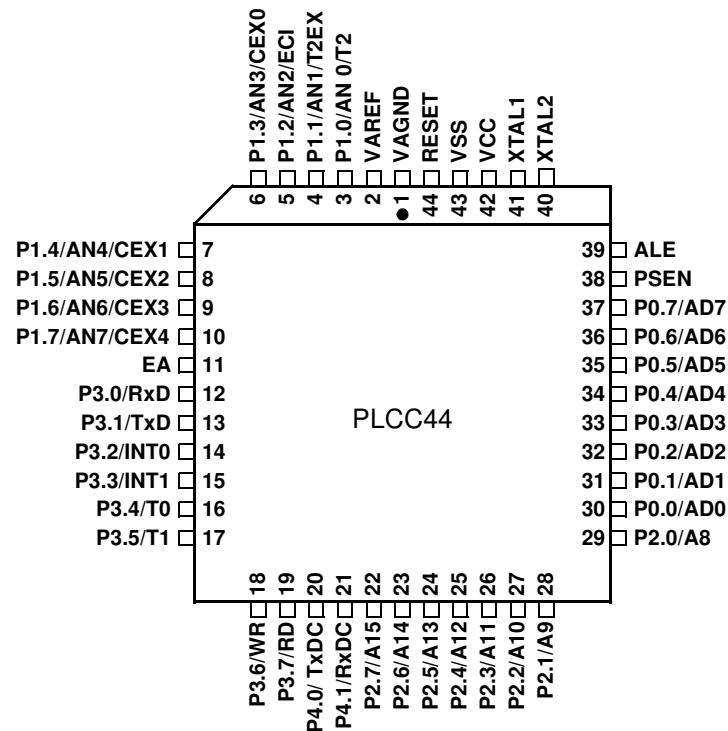 P1.3/AN3/CEX0
P1.2/AN2/ECI
P1.1/AN1/T2EX
P1.0/AN 0/T2
VAREF
VAGND
RESET
VSS
VCC
XTAL1
XTAL2
6 5 4 3 2 1 44 43 42 41 40
P1.4/AN4/CEX1 7
P1.5/AN5/CEX2 8
P1.6/AN6/CEX3 9
P1.7/AN7/CEX4 10
EA 11
P3.0/RxD 12
P3.1/TxD 13
P3.2/INT0 14
P3.3/INT1 15
P3.4/T0 16
P3.5/T1 17
PLCC44
39 ALE
38 PSEN
37 P0.7/AD7
36 P0.6/AD6
35 P0.5/AD5
34 P0.4/AD4
33 P0.3/AD3
32 P0.2/AD2
31 P0.1/AD1
30 P0.0/AD0
29 P2.0/A8
18 19 20 21 22 23 24 25 26 27 28
P3.6/WR
P3.7/RD
P4.0/ TxDC
P4.1/RxDC
P2.7/A15
P2.6/A14
P2.5/A13
P2.4/A12
P2.3/A11
P2.2/A10
P2.1/A9